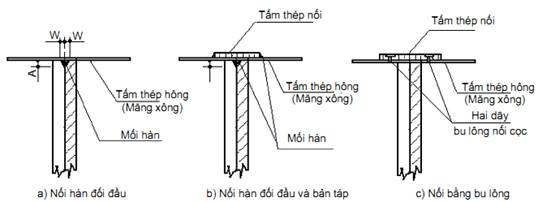 W W
A
Tấm thép hông
(Măng xông)
Mối hàn
a) Nối hàn đối đầu
Tấm thép nối
Tấm thép hông
(Măng xông)
Mối hàn
b) Nối hàn đối đầu và bản táp
Tấm thép nối
Tấm thép hông
(Măng xông)
Hai dãy
bu lông nối cọc
c) Nối bằng bu lông